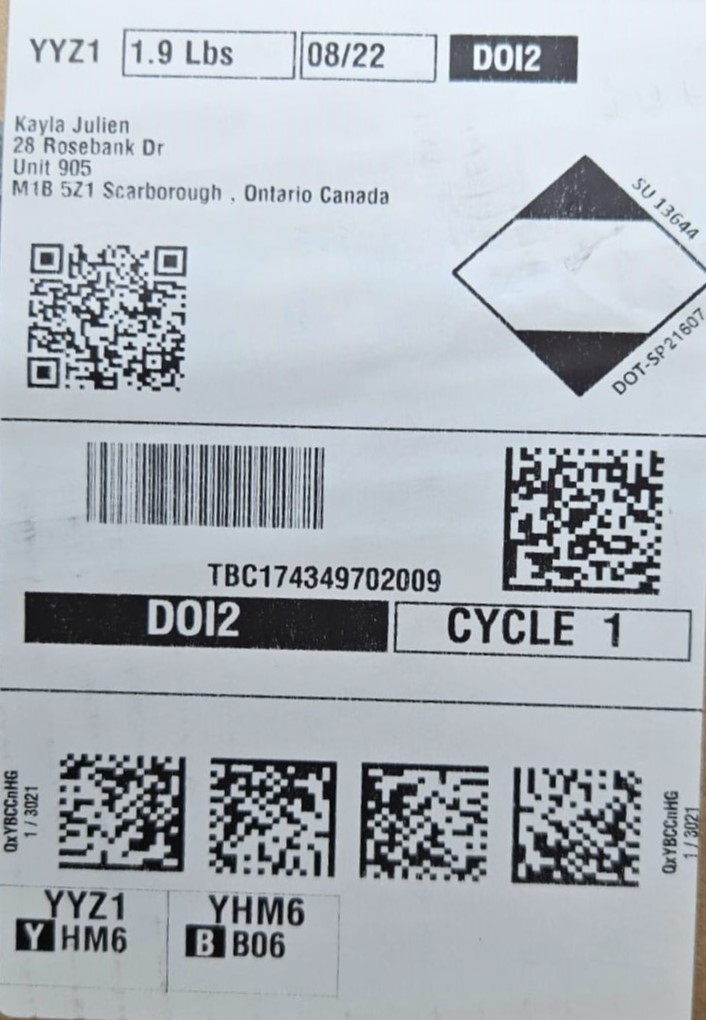 YYZ1 1.9 Lbs 08/22 DOI2
Kayla Julien
28 Rosebank Dr
Unit 905
M1B 5Z1 Scarborough , Ontario Canada
SU 13644
DOT-SP21607
TBC174349702009
DOI2 CYCLE 1
QxYBCCnHG
1 / 3021
QxYBCCnHG
1 / 3021
YYZ1 YHM6
Y HM6 B B06